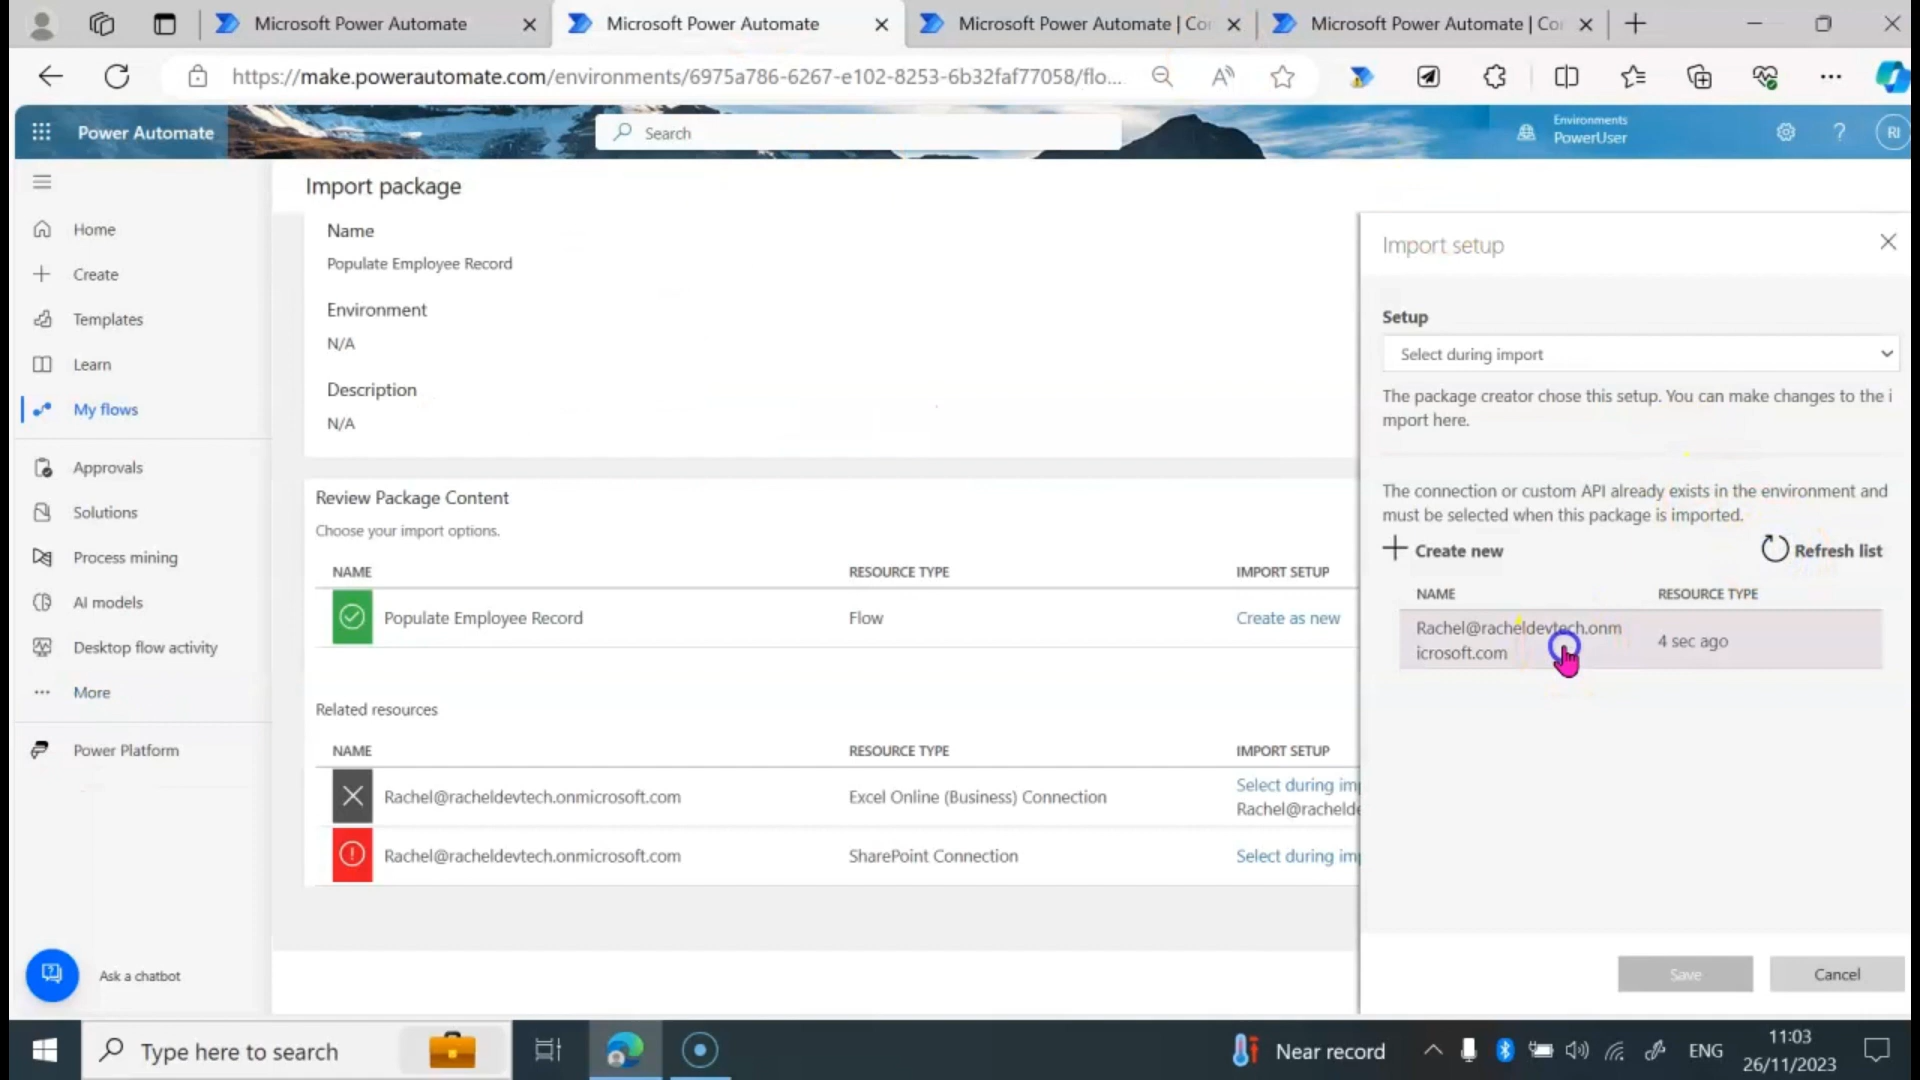 Microsoft Power Automate
Microsoft Power Automate
Microsoft Power Automate | Co
Microsoft Power Automate | Co
https://make.powerautomate.com/environments/6975a786-6267-e102-8253-6b32faf77058/flo...
Power Automate
Search
Environments
PowerUser
RI
Home
Create
Templates
Learn
My flows
Approvals
Solutions
Process mining
AI models
Desktop flow activity
More
Power Platform
Ask a chatbot
Import package
Name
Populate Employee Record
Environment
N/A
Description
N/A
Review Package Content
Choose your import options.
NAME RESOURCE TYPE IMPORT SETUP
Populate Employee Record Flow Create as new
Related resources
NAME RESOURCE TYPE IMPORT SETUP
Rachel@racheldevtech.onmicrosoft.com Excel Online (Business) Connection Select during im
Rachel@rachelde
Rachel@racheldevtech.onmicrosoft.com SharePoint Connection Select during im
Import setup
Setup
Select during import
The package creator chose this setup. You can make changes to the i
mport here.
The connection or custom API already exists in the environment and
must be selected when this package is imported.
Create new Refresh list
NAME RESOURCE TYPE
Rachel@racheldevtech.onm
icrosoft.com
4 sec ago
Save Cancel
Type here to search
Near record
ENG
11:03
26/11/2023